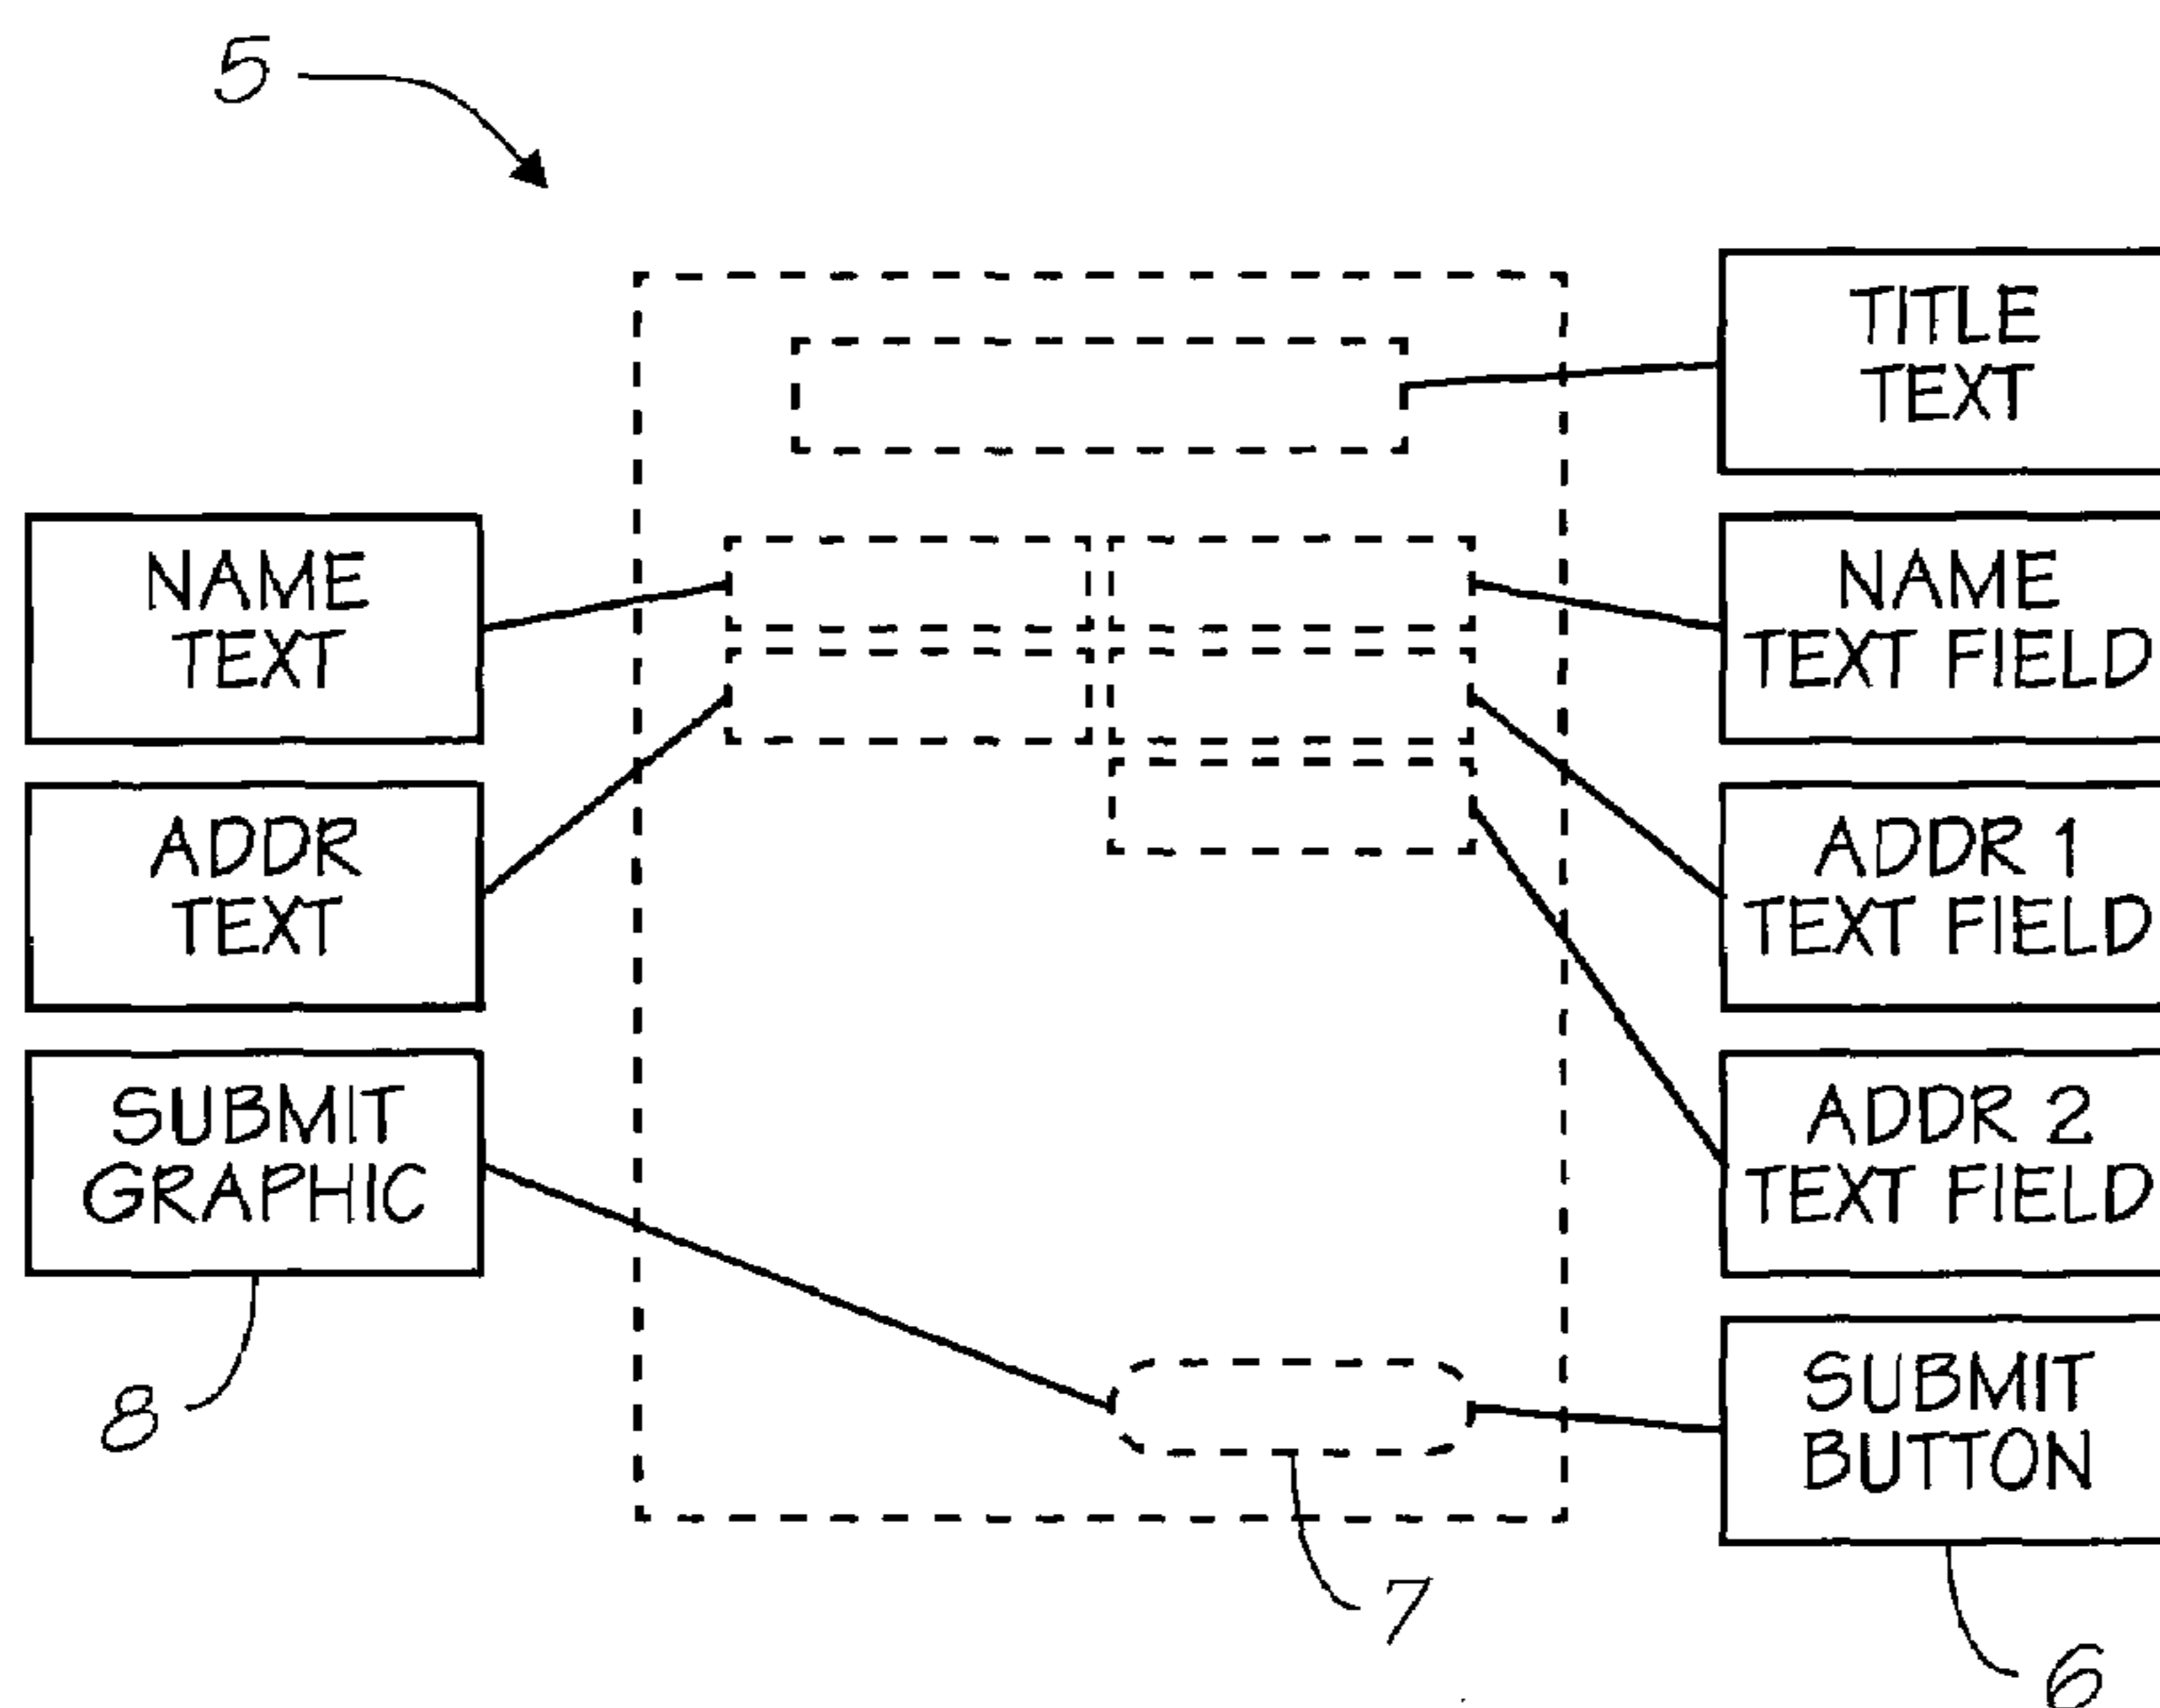 5
TITLE
TEXT
NAME
TEXT
NAME
TEXT FIELD
ADDR
TEXT
ADDR 1
TEXT FIELD
SUBMIT
GRAPHIC
ADDR 2
TEXT FIELD
8
SUBMIT
BUTTON
7
6